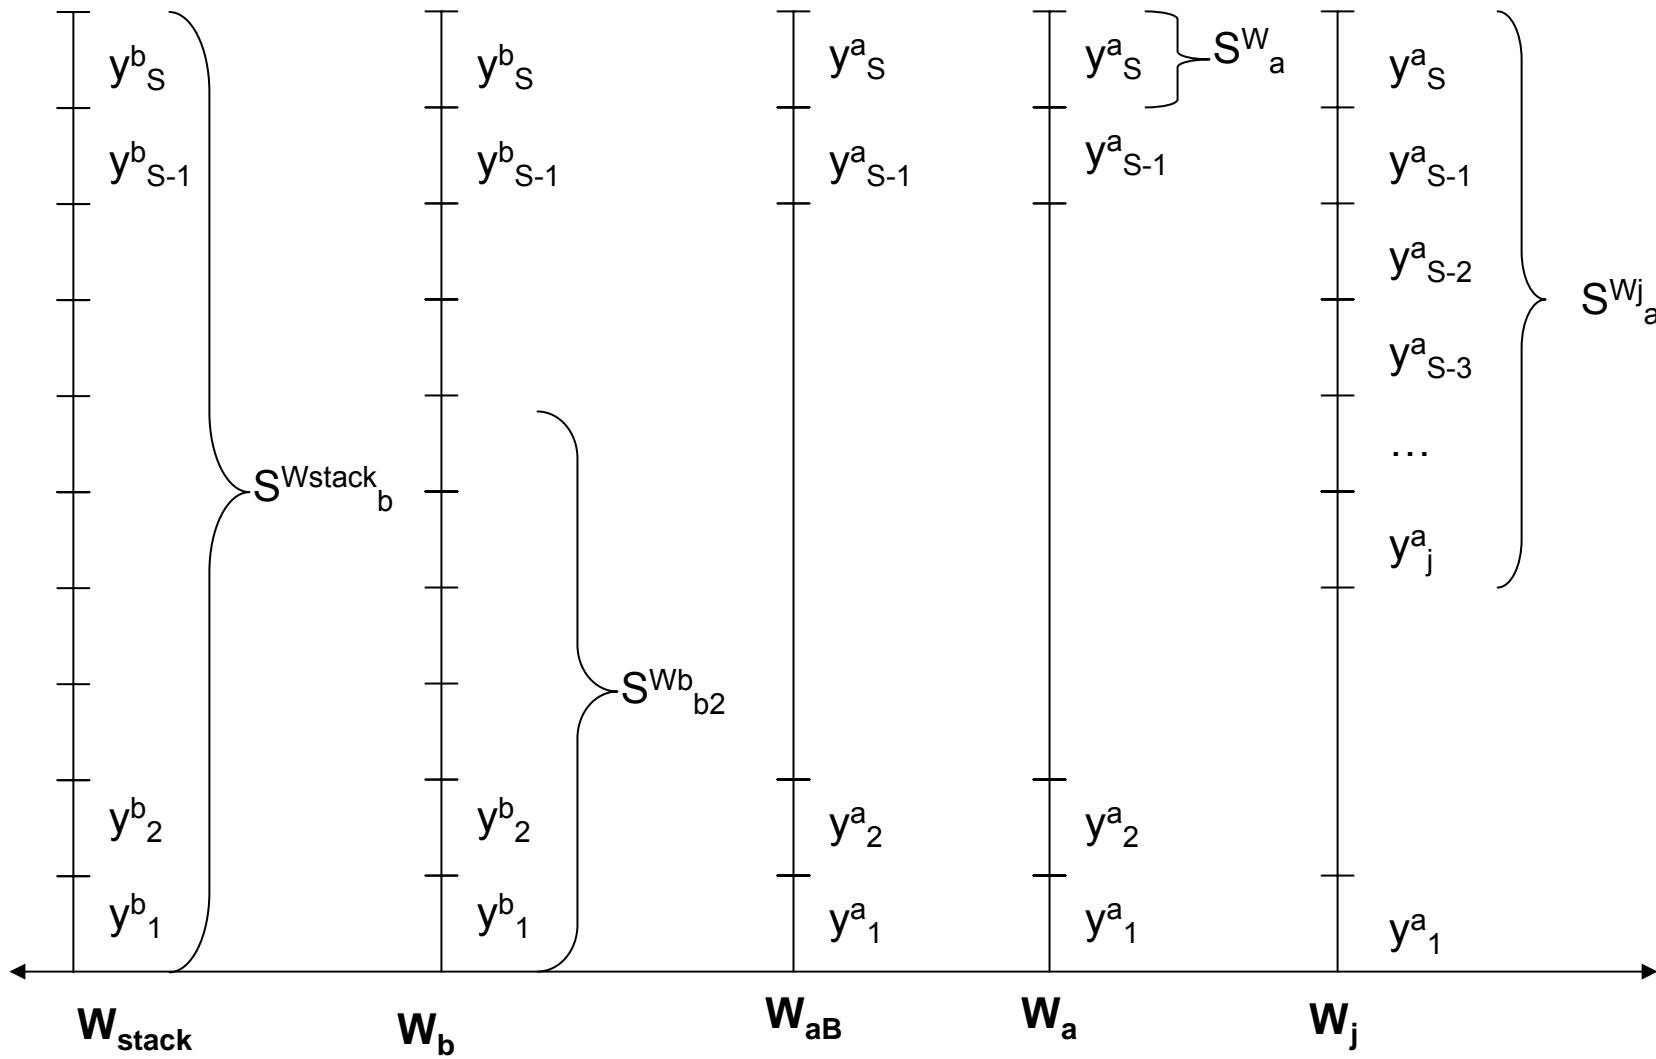 y^b_S y^b_S y^a_S y^a_S S^W_a y^a_S
y^b_S-1 y^b_S-1 y^a_S-1 y^a_S-1 y^a_S-1
y^a_S-2
S^Wj_a
y^a_S-3
...
S^Wstack_b
y^a_j
S^Wb_b2
y^b_2 y^b_2 y^a_2 y^a_2
y^b_1 y^b_1 y^a_1 y^a_1 y^a_1
W_stack W_b W_aB W_a W_j